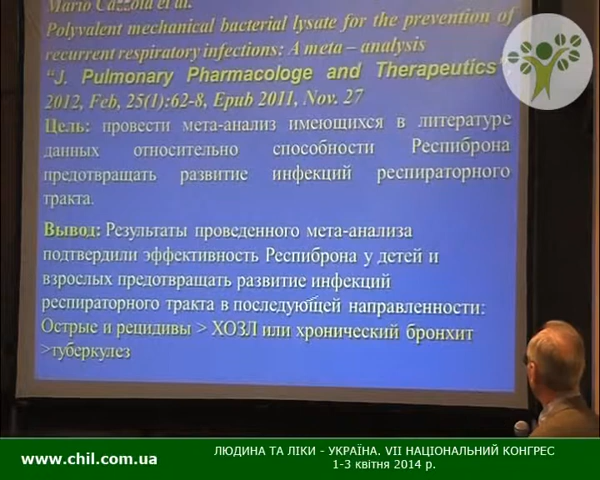 Mario Cazzola et al.
Polyvalent mechanical bacterial lysate for the prevention of
recurrent respiratory infections: A meta – analysis
“J. Pulmonary Pharmacologe and Therapeutics”
2012, Feb, 25(1):62-8, Epub 2011, Nov. 27
Цель: провести мета-анализ имеющихся в литературе
данных относительно способности Респиброна
предотвращать развитие инфекций респираторного
тракта.
Вывод: Результаты проведенного мета-анализа
подтвердили эффективность Респиброна у детей и
взрослых предотвращать развитие инфекций
респираторного тракта в последующей направленности:
Острые и рецидивы > ХОЗЛ или хронический бронхит
>туберкулез
www.chil.com.ua
ЛЮДИНА ТА ЛІКИ - УКРАЇНА. VII НАЦІОНАЛЬНИЙ КОНГРЕС
1-3 квітня 2014 р.